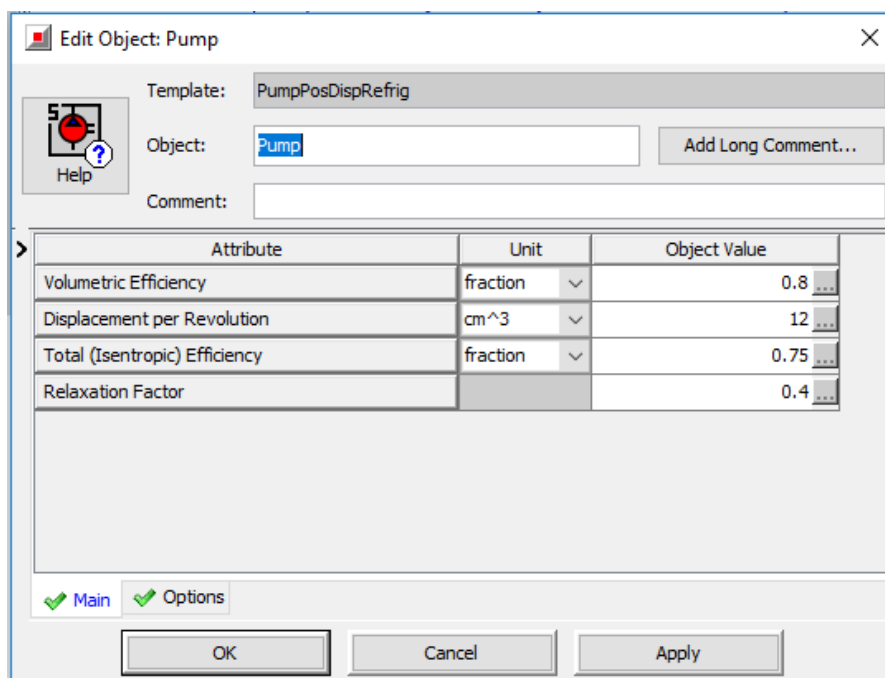 Edit Object: Pump
Template: PumpPosDispRefrig
Help
Object: Pump Add Long Comment...
Comment:
Attribute Unit Object Value
Volumetric Efficiency fraction 0.8 ...
Displacement per Revolution cm^3 12 ...
Total (Isentropic) Efficiency fraction 0.75 ...
Relaxation Factor 0.4 ...
Main Options
OK Cancel Apply